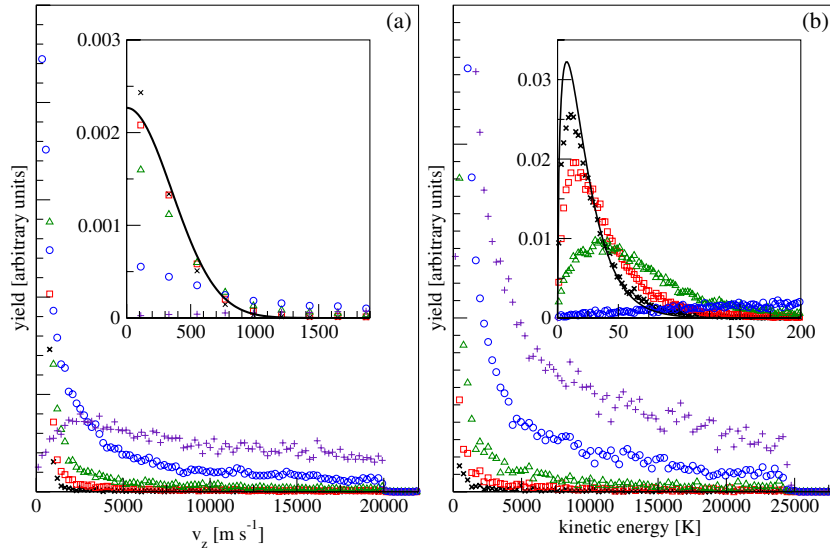 (a)
yield [arbitrary units]
0.003
0.002
0.001
0
0 500 1000 1500
0 5000 10000 15000 20000
v_z [m s⁻¹]
(b)
yield [arbitrary units]
0.03
0.02
0.01
0
0 50 100 150 200
0 5000 10000 15000 20000 25000
kinetic energy [K]